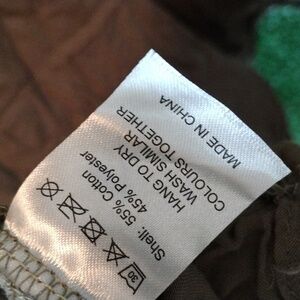 30
Shell: 55% Cotton
45% Polyester
HANG TO DRY
WASH SIMILAR
COLOURS TOGETHER
MADE IN CHINA